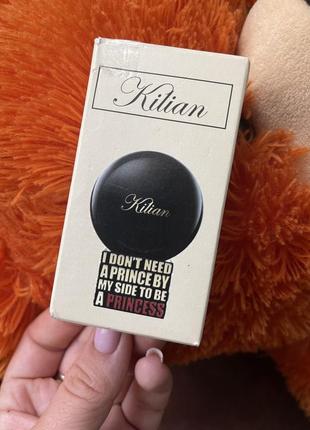 Kilian
Kilian
I DON'T NEED
A PRINCE BY
MY SIDE TO BE
A PRINCESS